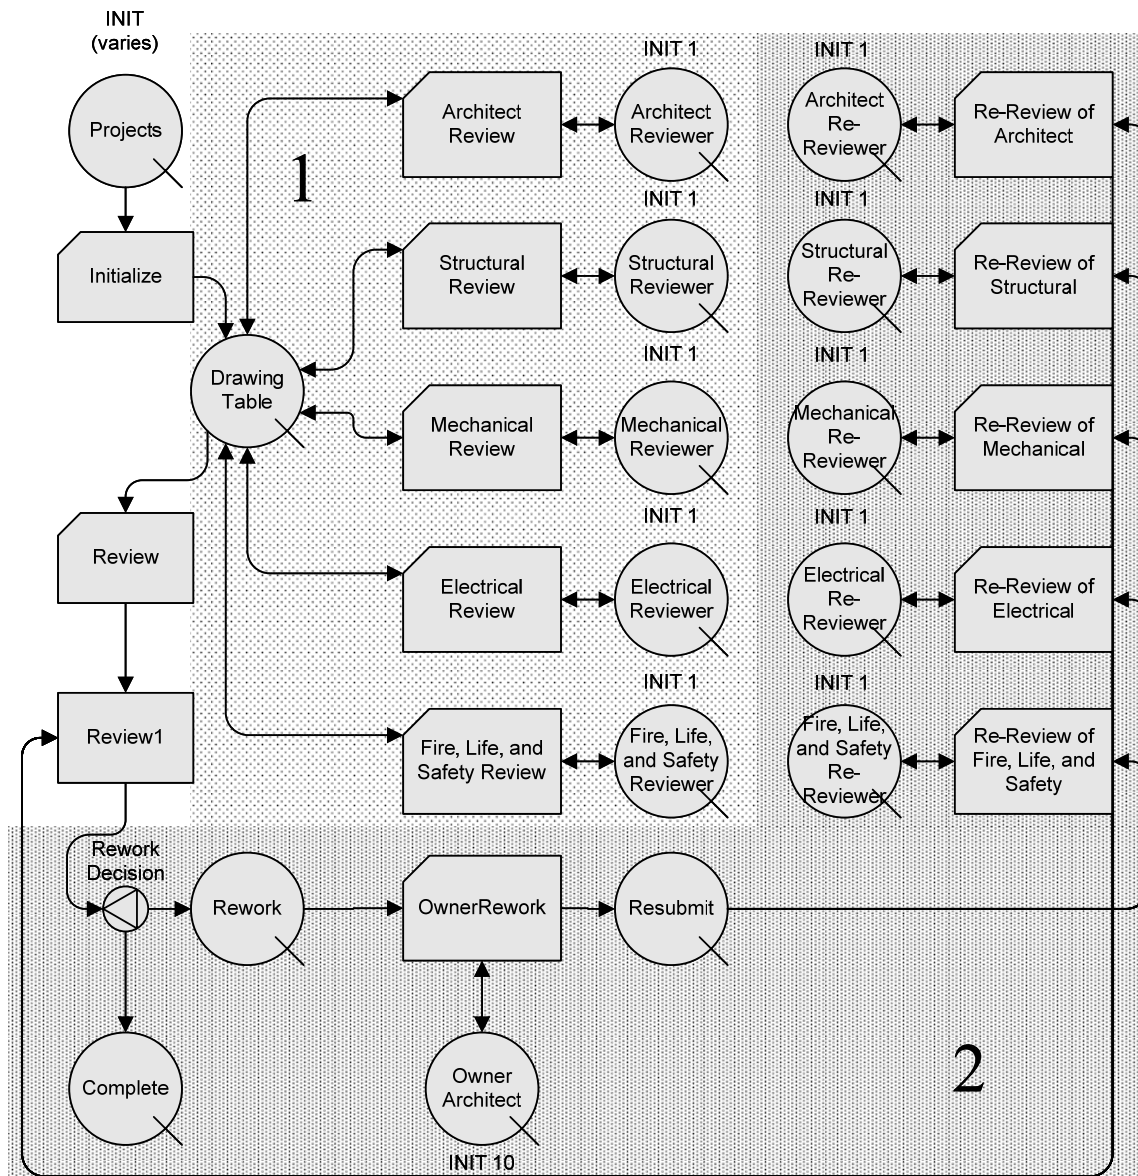 INIT
(varies)
Projects
Initialize
1
Drawing
Table
Review
Review1
Rework
Decision
Complete
INIT 1
Architect
Review
Architect
Reviewer
INIT 1
Structural
Review
Structural
Reviewer
INIT 1
Mechanical
Review
Mechanical
Reviewer
INIT 1
Electrical
Review
Electrical
Reviewer
INIT 1
Fire, Life, and
Safety Review
Fire, Life,
and Safety
Reviewer
INIT 1
Architect
Re-
Reviewer
Re-Review of
Architect
INIT 1
Structural
Re-
Reviewer
Re-Review of
Structural
INIT 1
Mechanical
Re-
Reviewer
Re-Review of
Mechanical
INIT 1
Electrical
Re-
Reviewer
Re-Review of
Electrical
INIT 1
Fire, Life,
and Safety
Re-
Reviewer
Re-Review of
Fire, Life, and
Safety
Rework
OwnerRework
Resubmit
Owner
Architect
INIT 10
2